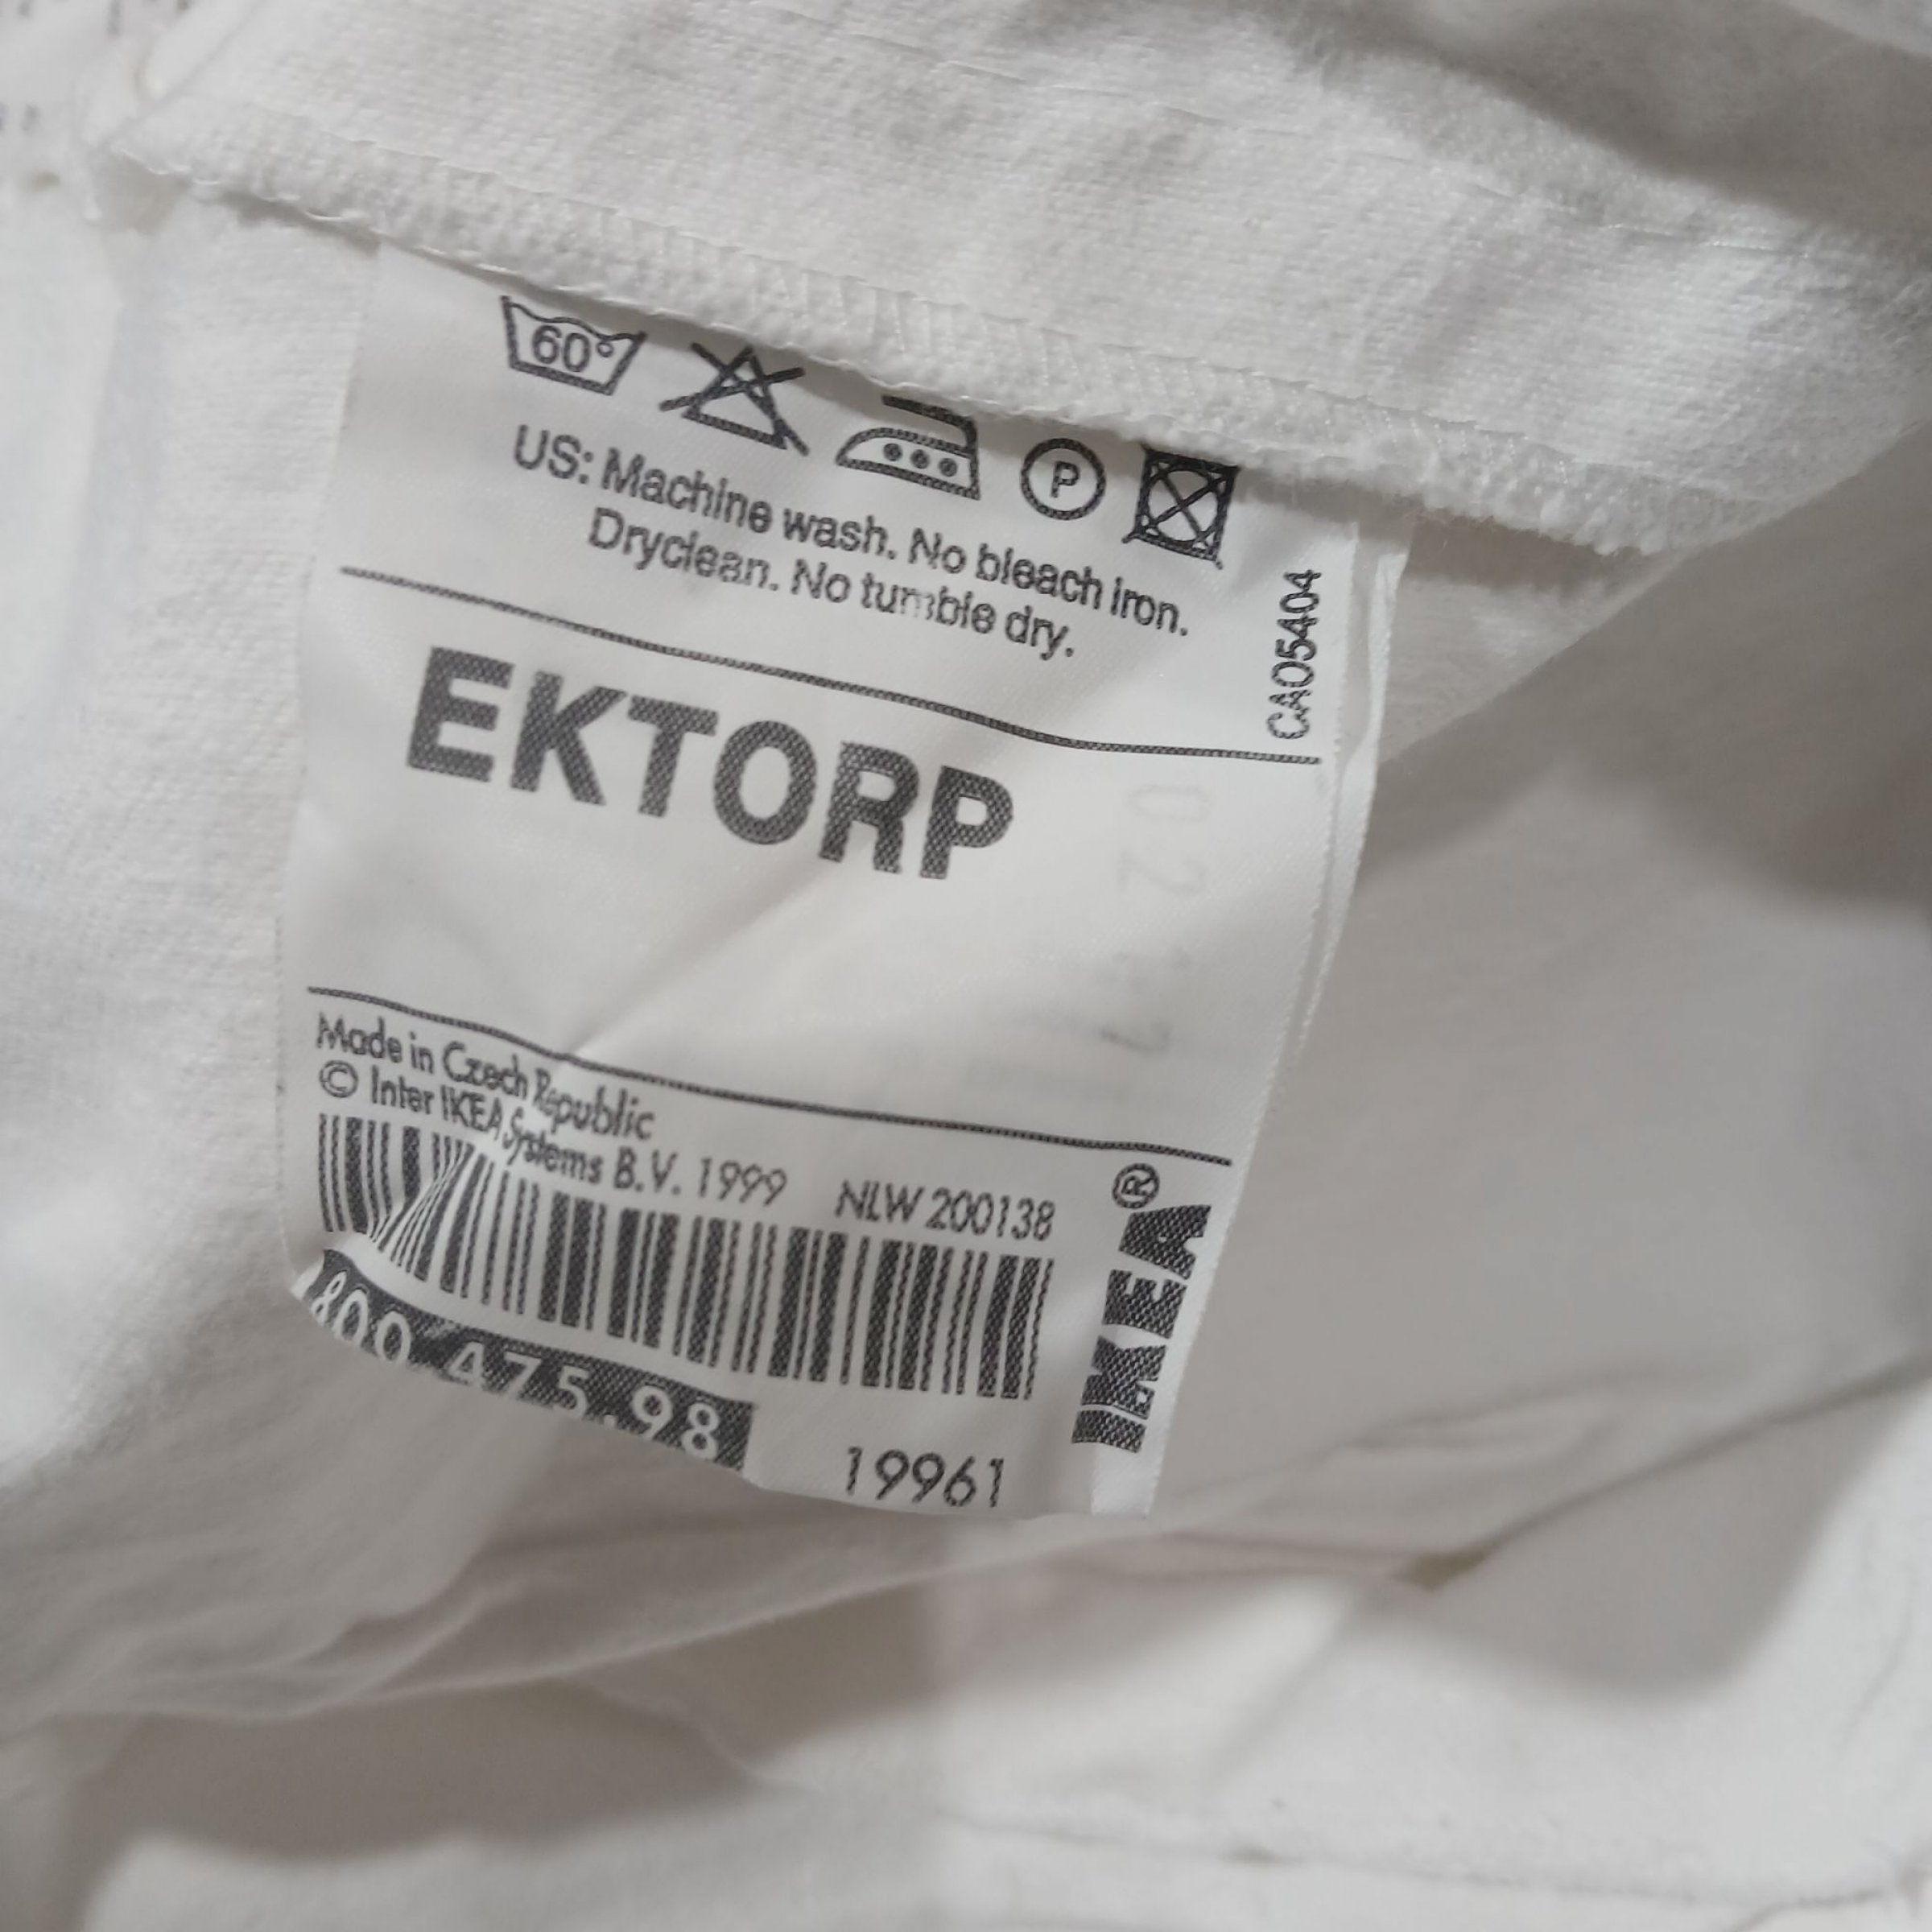 60°
P
US: Machine wash. No bleach iron.
Dryclean. No tumble dry.
CA05404
EKTORP
Made in Czech Republic
© Inter IKEA Systems B.V. 1999 NLW 200138
IKEA®
800.475.98
19961